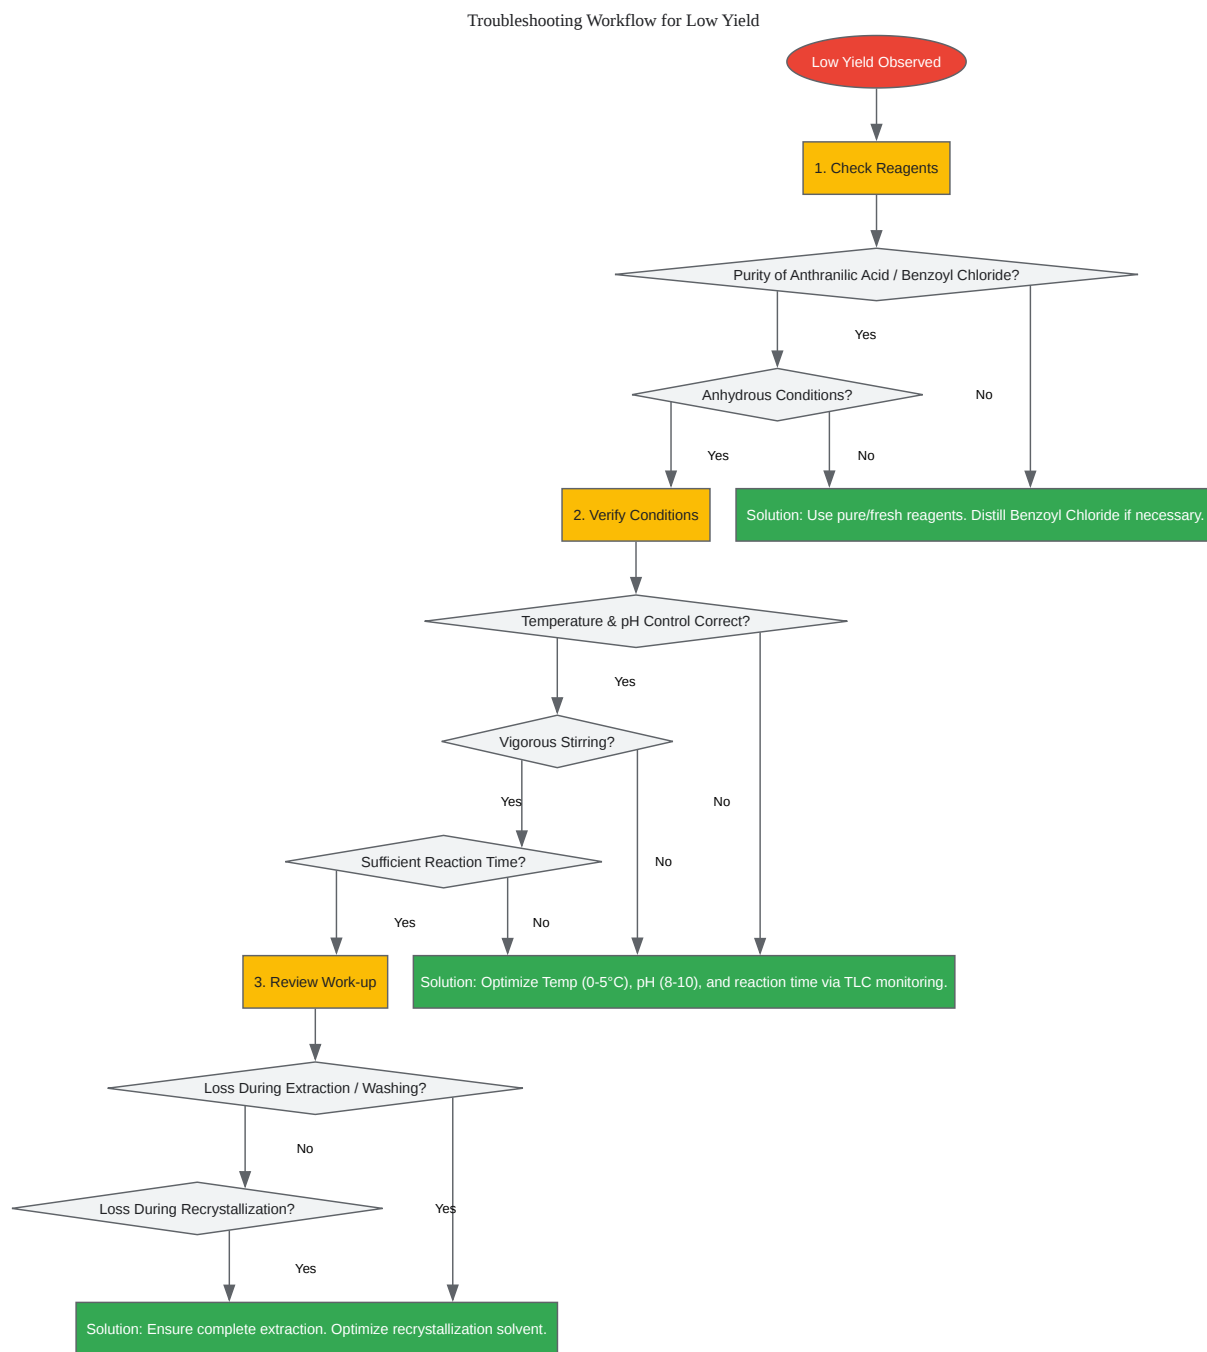 Troubleshooting Workflow for Low Yield
Low Yield Observed
1. Check Reagents
Purity of Anthranilic Acid / Benzoyl Chloride?
Yes
Anhydrous Conditions?
No
Yes
No
2. Verify Conditions
Solution: Use pure/fresh reagents. Distill Benzoyl Chloride if necessary.
Temperature & pH Control Correct?
Yes
Vigorous Stirring?
Yes
No
Sufficient Reaction Time?
No
Yes
No
3. Review Work-up
Solution: Optimize Temp (0-5°C), pH (8-10), and reaction time via TLC monitoring.
Loss During Extraction / Washing?
No
Loss During Recrystallization?
Yes
Yes
Solution: Ensure complete extraction. Optimize recrystallization solvent.